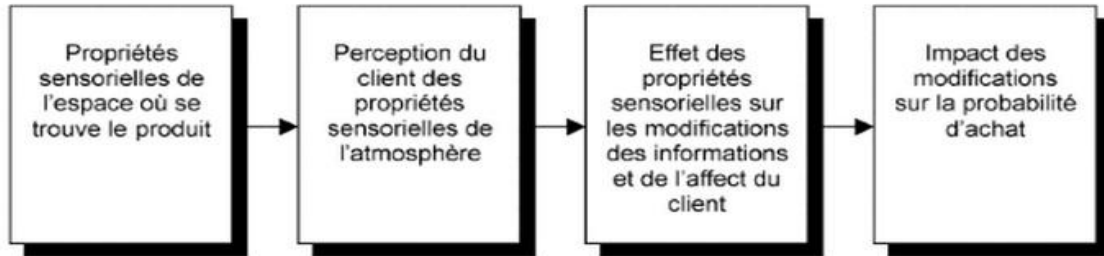 Propriétés
sensorielles de
l'espace où se
trouve le produit
Perception du
client des
propriétés
sensorielles de
l'atmosphère
Effet des
propriétés
sensorielles sur
les modifications
des informations
et de l'affect du
client
Impact des
modifications
sur la probabilité
d'achat